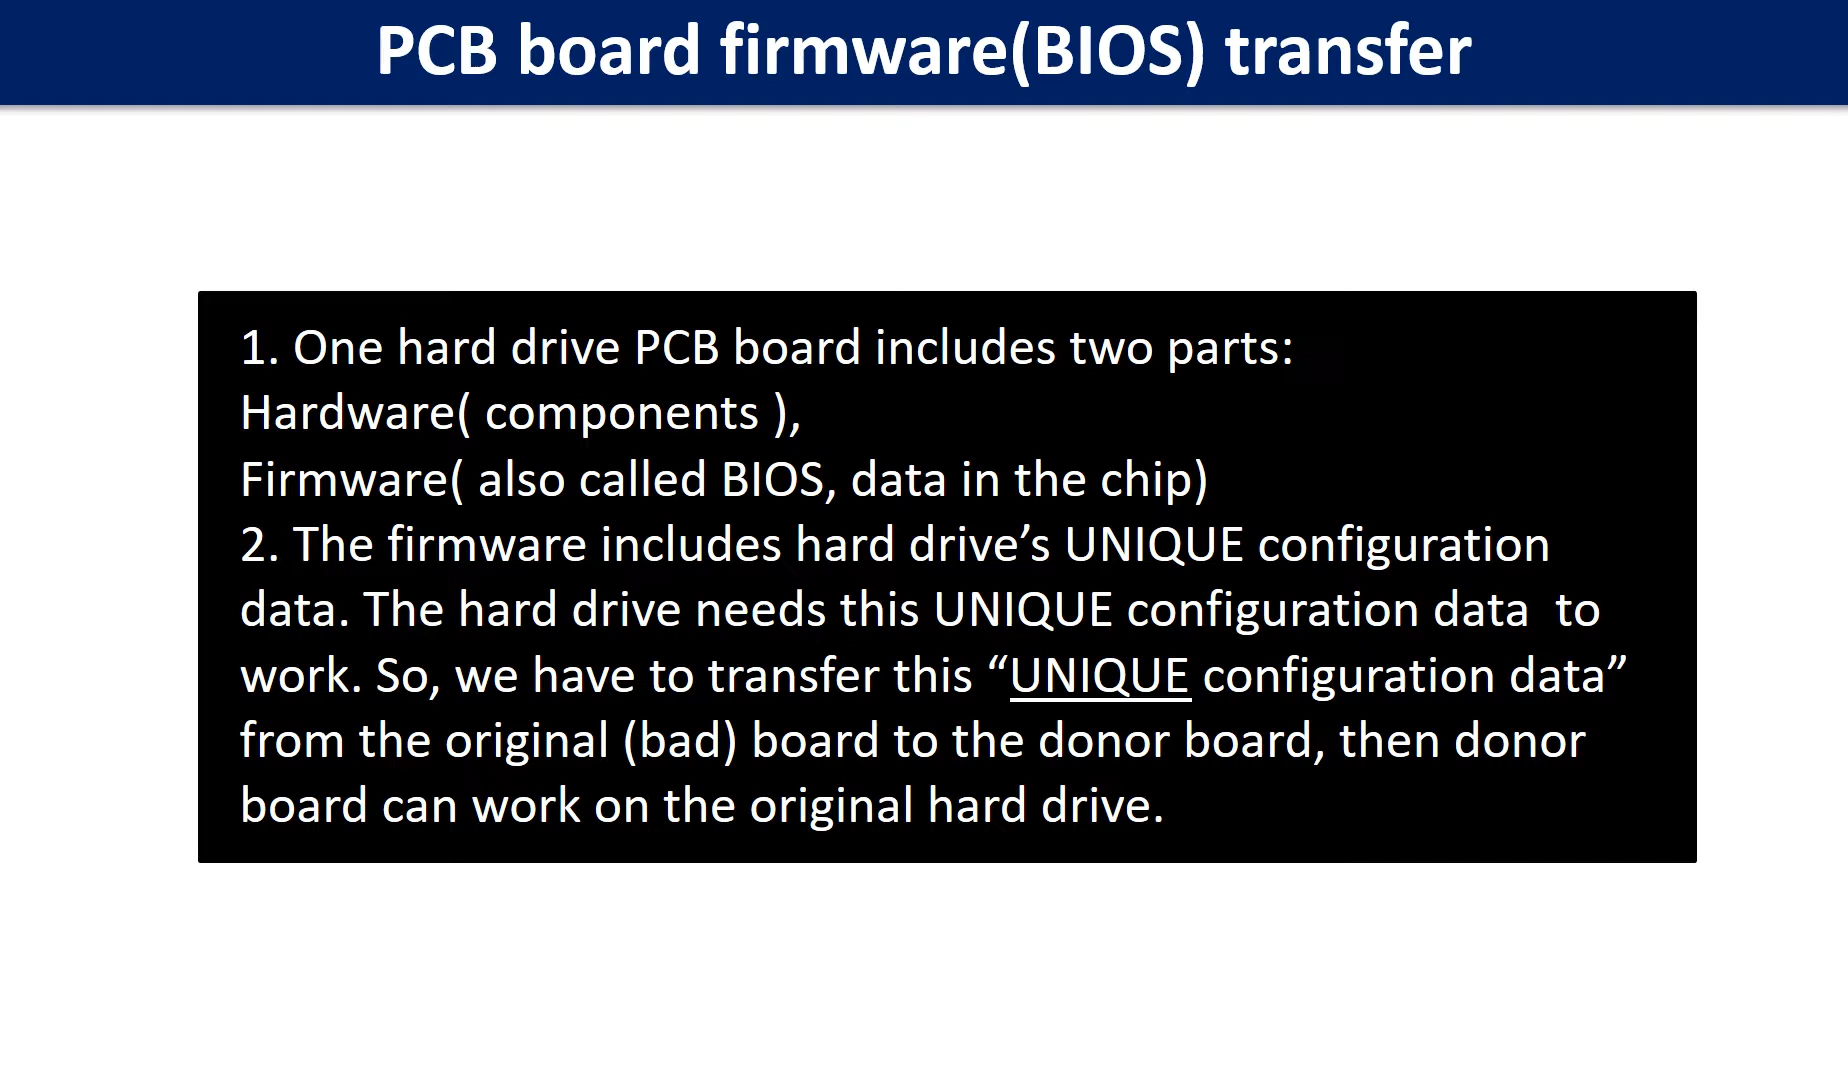 PCB board firmware(BIOS) transfer
1. One hard drive PCB board includes two parts:
Hardware( components ),
Firmware( also called BIOS, data in the chip)
2. The firmware includes hard drive’s UNIQUE configuration
data. The hard drive needs this UNIQUE configuration data  to
work. So, we have to transfer this “UNIQUE configuration data”
from the original (bad) board to the donor board, then donor
board can work on the original hard drive.